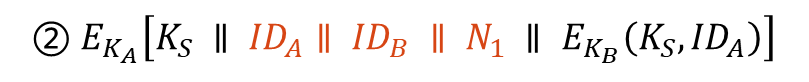 ② E_{K_A}[K_S ‖ ID_A ‖ ID_B ‖ N_1 ‖ E_{K_B}(K_S, ID_A)]